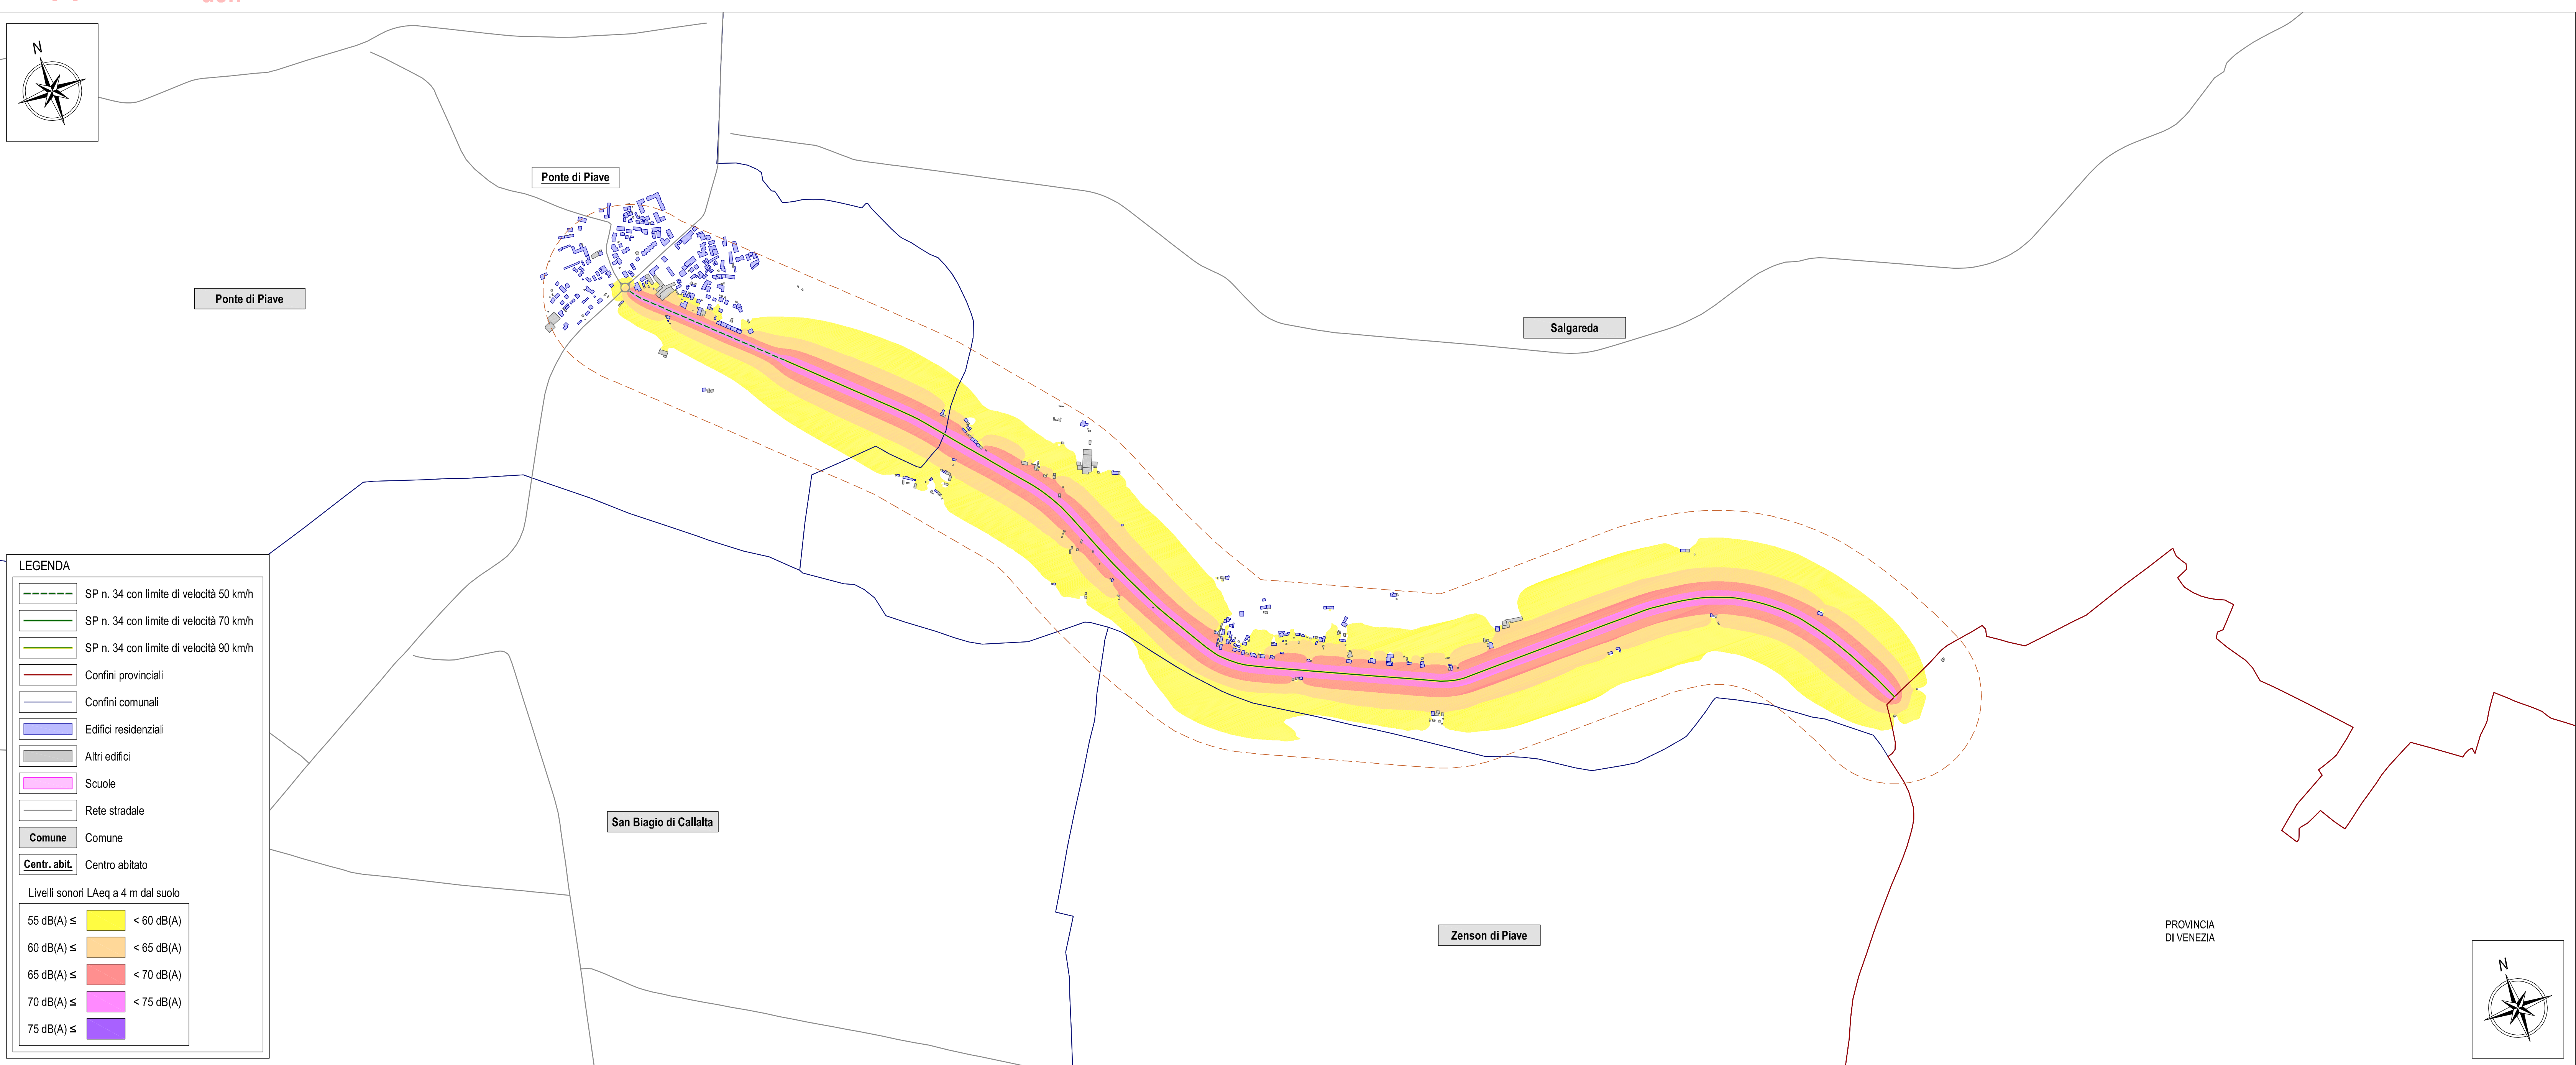 N
Ponte di Piave
Ponte di Piave
Salgareda
LEGENDA
SP n. 34 con limite di velocità 50 km/h
SP n. 34 con limite di velocità 70 km/h
SP n. 34 con limite di velocità 90 km/h
Confini provinciali
Confini comunali
Edifici residenziali
Altri edifici
Scuole
Rete stradale
Comune Comune
Centr. abit. Centro abitato
Livelli sonori LAeq a 4 m dal suolo
55 dB(A) ≤ < 60 dB(A)
60 dB(A) ≤ < 65 dB(A)
65 dB(A) ≤ < 70 dB(A)
70 dB(A) ≤ < 75 dB(A)
75 dB(A) ≤
San Biagio di Callalta
Zenson di Piave
PROVINCIA
DI VENEZIA
N